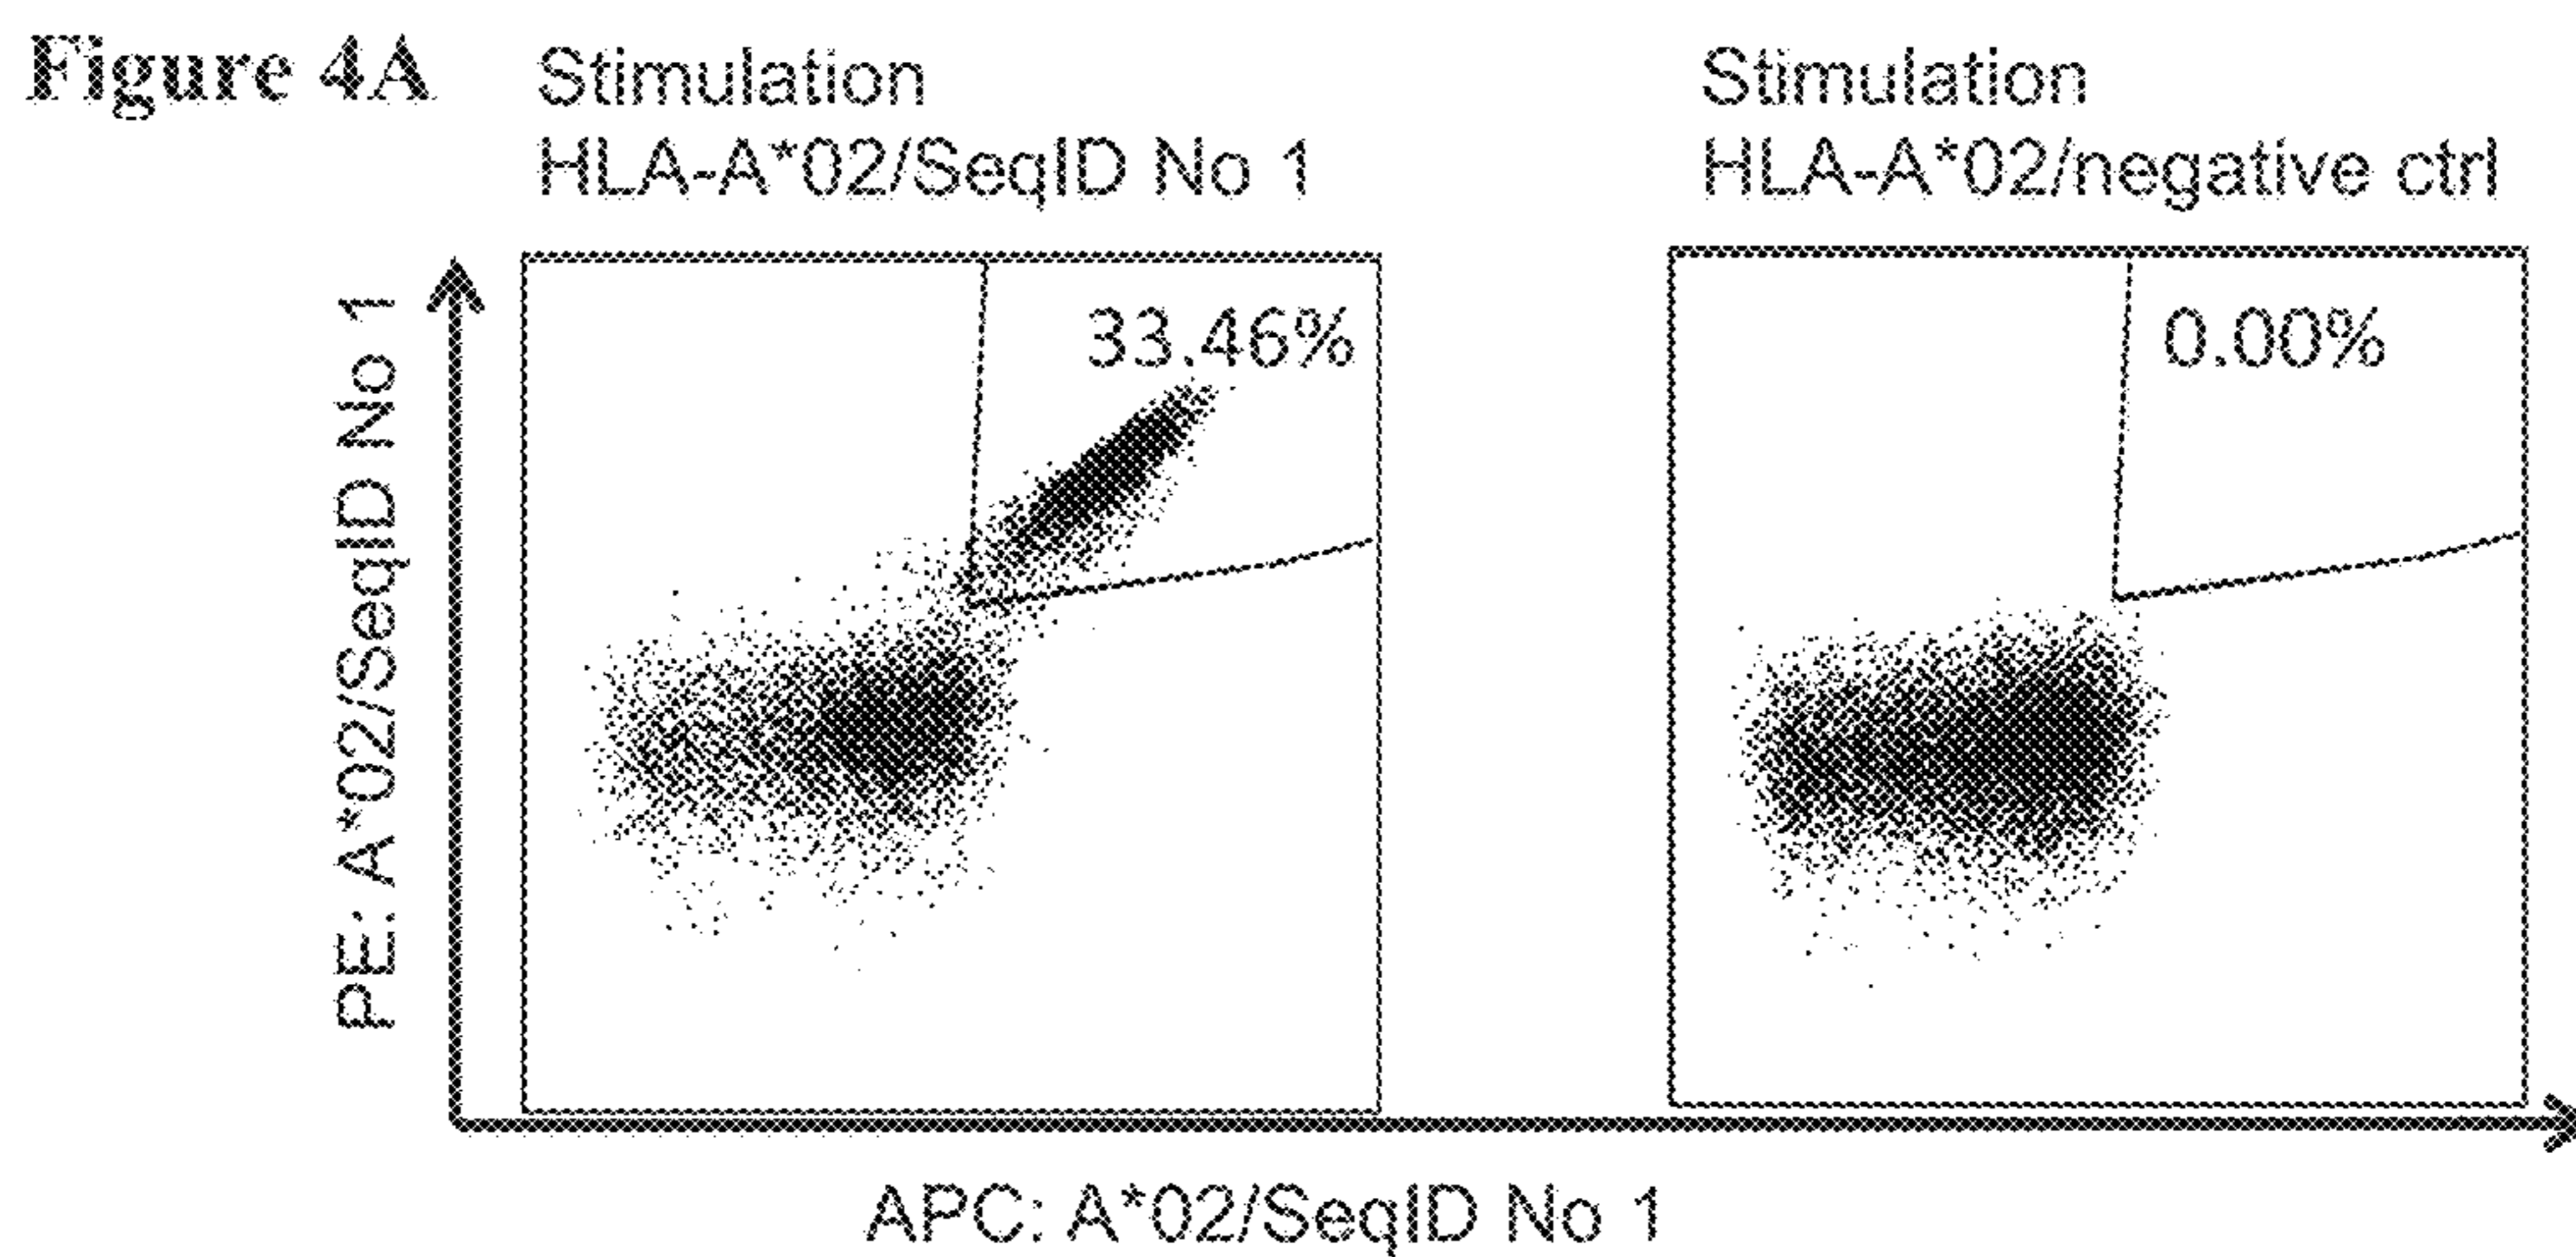 Figure 4A
Stimulation
HLA-A*02/SeqID No 1
Stimulation
HLA-A*02/negative ctrl
PE: A*02/SeqID No 1
33.46%
0.00%
APC: A*02/SeqID No 1